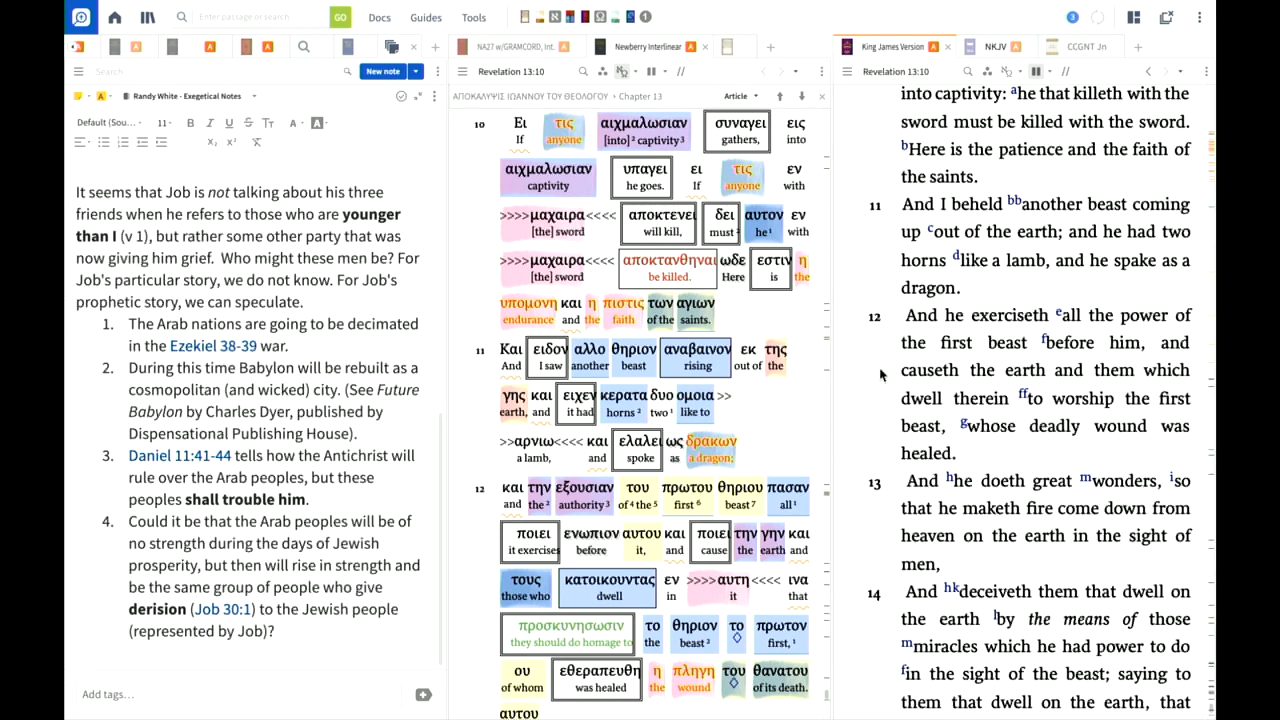 Enter passage or search
GO
Docs
Guides
Tools
1
3
A
A
A
NA27 w/GRAMCORD, Int. A
Newberry Interlinear A
King James Version A
NKJV A
CCGNT Jn
Search
New note
Revelation 13:10
Revelation 13:10
Randy White - Exegetical Notes
ΑΠΟΚΑΛΥΨΙΣ ΙΩΑΝΝΟΥ ΤΟΥ ΘΕΟΛΟΓΟΥ > Chapter 13
Article
Default (Sou...
11
B I U S Tt A A
It seems that Job is not talking about his three
friends when he refers to those who are younger
than I (v 1), but rather some other party that was
now giving him grief. Who might these men be? For
Job's particular story, we do not know. For Job's
prophetic story, we can speculate.
1. The Arab nations are going to be decimated
in the Ezekiel 38-39 war.
2. During this time Babylon will be rebuilt as a
cosmopolitan (and wicked) city. (See Future
Babylon by Charles Dyer, published by
Dispensational Publishing House).
3. Daniel 11:41-44 tells how the Antichrist will
rule over the Arab peoples, but these
peoples shall trouble him.
4. Could it be that the Arab peoples will be of
no strength during the days of Jewish
prosperity, but then will rise in strength and
be the same group of people who give
derision (Job 30:1) to the Jewish people
(represented by Job)?
Add tags...
10 Ει τις αιχμαλωσιαν συναγει εις
If anyone [into]² captivity³ gathers, into
αιχμαλωσιαν υπαγει ει τις εν
captivity he goes. If anyone with
>>>>μαχαιρα<<<< αποκτενει δει αυτον εν
[the] sword will kill, must² he¹ with
>>>>μαχαιρα<<<< αποκτανθηναι ωδε εστιν η
[the] sword be killed. Here is the
υπομονη και η πιστις των αγιων
endurance and the faith of the saints.
11 Και ειδον αλλο θηριον αναβαινον εκ της
And I saw another beast rising out of the
γης και ειχεν κερατα δυο ομοια >>
earth, and it had horns² two¹ like to
>>αρνιω<<<< και ελαλει ως δρακων
a lamb, and spoke as a dragon;
12 και την εξουσιαν του πρωτου θηριου πασαν
and the² authority³ of⁴ the⁵ first⁶ beast⁷ all¹
ποιει ενωπιον αυτου και ποιει την γην και
it exercises before it, and cause the earth and
τους κατοικουντας εν >>>>αυτη<<<< ινα
those who dwell in it that
προσκυνησωσιν το θηριον το πρωτον
they should do homage to the beast² ◇ first,¹
ου εθεραπευθη η πληγη του θανατου
of whom was healed the wound ◇ of its death.
αυτου
into captivity: ᵃhe that killeth with the
sword must be killed with the sword.
ᵇHere is the patience and the faith of
the saints.
11 And I beheld ᵇᵇanother beast coming
up ᶜout of the earth; and he had two
horns ᵈlike a lamb, and he spake as a
dragon.
12 And he exerciseth ᵉall the power of
the first beast ᶠbefore him, and
causeth the earth and them which
dwell therein ᶠᶠto worship the first
beast, ᵍwhose deadly wound was
healed.
13 And ʰhe doeth great ᵐwonders, ⁱso
that he maketh fire come down from
heaven on the earth in the sight of
men,
14 And ʰᵏdeceiveth them that dwell on
the earth ˡby the means of those
ᵐmiracles which he had power to do
ᶠin the sight of the beast; saying to
them that dwell on the earth, that